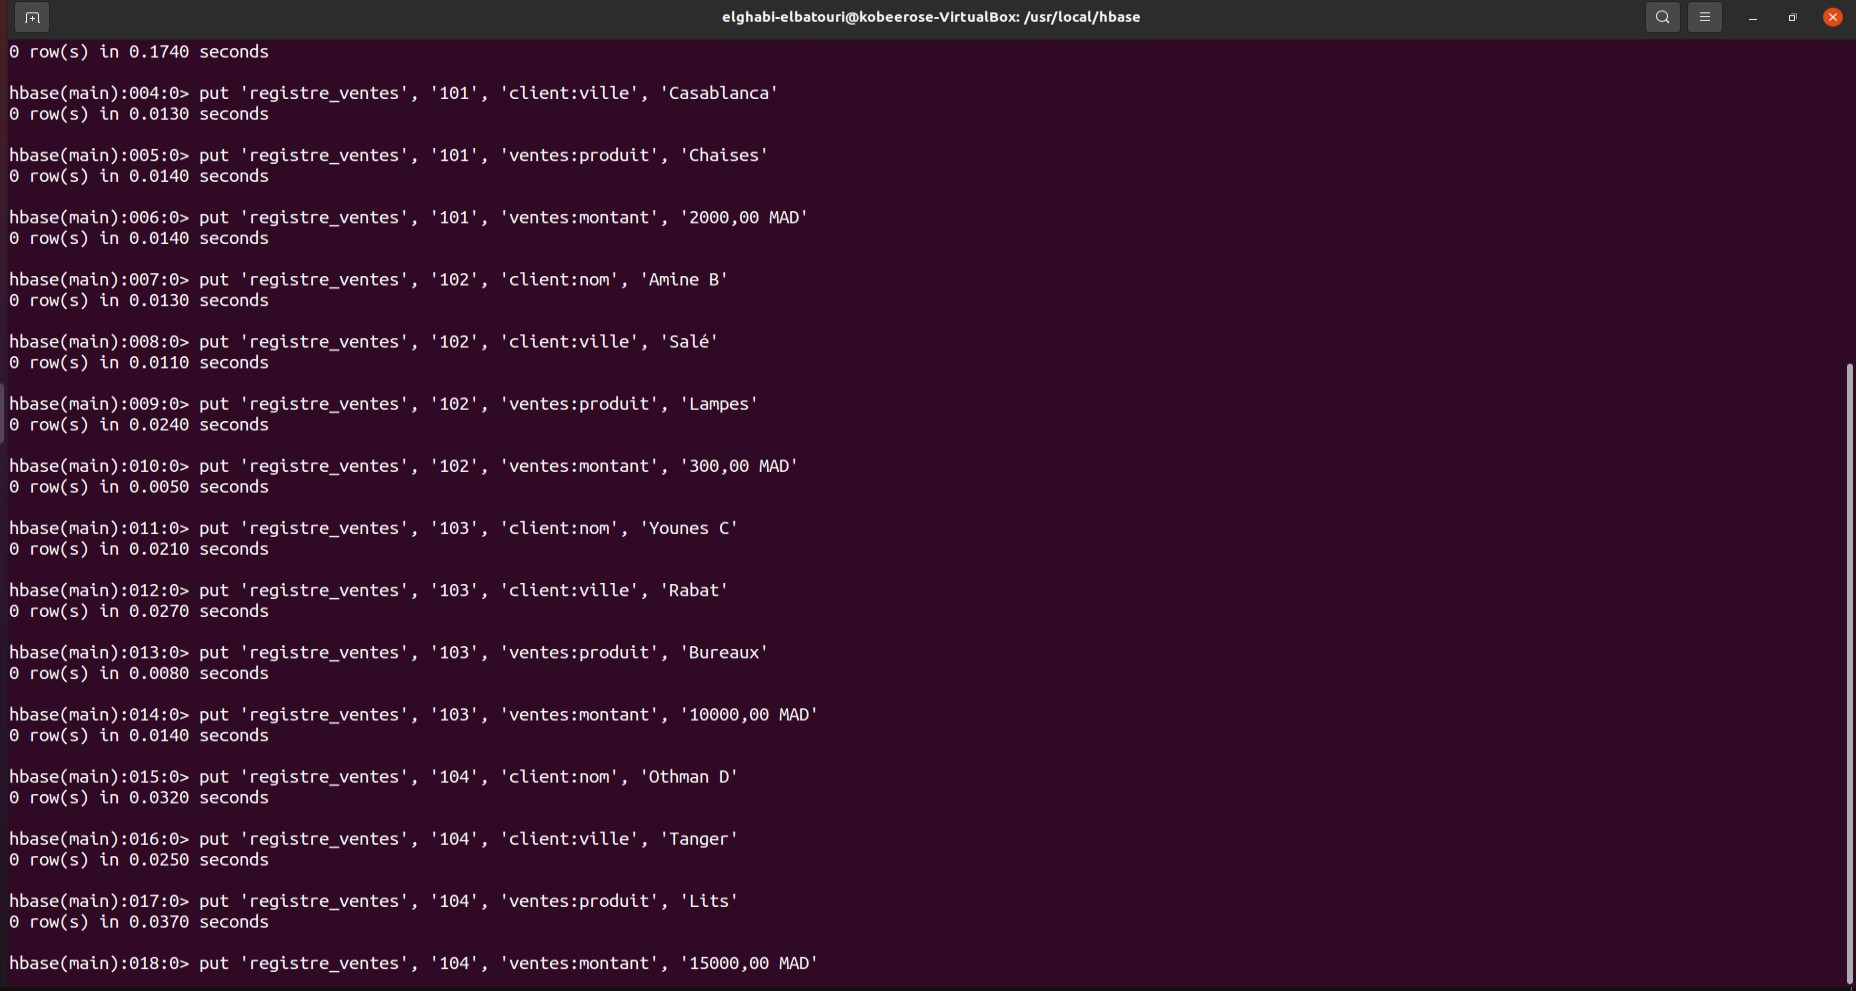 elghabi-elbatouri@kobeerose-VirtualBox: /usr/local/hbase
0 row(s) in 0.1740 seconds
hbase(main):004:0> put 'registre_ventes', '101', 'client:ville', 'Casablanca'
0 row(s) in 0.0130 seconds
hbase(main):005:0> put 'registre_ventes', '101', 'ventes:produit', 'Chaises'
0 row(s) in 0.0140 seconds
hbase(main):006:0> put 'registre_ventes', '101', 'ventes:montant', '2000,00 MAD'
0 row(s) in 0.0140 seconds
hbase(main):007:0> put 'registre_ventes', '102', 'client:nom', 'Amine B'
0 row(s) in 0.0130 seconds
hbase(main):008:0> put 'registre_ventes', '102', 'client:ville', 'Salé'
0 row(s) in 0.0110 seconds
hbase(main):009:0> put 'registre_ventes', '102', 'ventes:produit', 'Lampes'
0 row(s) in 0.0240 seconds
hbase(main):010:0> put 'registre_ventes', '102', 'ventes:montant', '300,00 MAD'
0 row(s) in 0.0050 seconds
hbase(main):011:0> put 'registre_ventes', '103', 'client:nom', 'Younes C'
0 row(s) in 0.0210 seconds
hbase(main):012:0> put 'registre_ventes', '103', 'client:ville', 'Rabat'
0 row(s) in 0.0270 seconds
hbase(main):013:0> put 'registre_ventes', '103', 'ventes:produit', 'Bureaux'
0 row(s) in 0.0080 seconds
hbase(main):014:0> put 'registre_ventes', '103', 'ventes:montant', '10000,00 MAD'
0 row(s) in 0.0140 seconds
hbase(main):015:0> put 'registre_ventes', '104', 'client:nom', 'Othman D'
0 row(s) in 0.0320 seconds
hbase(main):016:0> put 'registre_ventes', '104', 'client:ville', 'Tanger'
0 row(s) in 0.0250 seconds
hbase(main):017:0> put 'registre_ventes', '104', 'ventes:produit', 'Lits'
0 row(s) in 0.0370 seconds
hbase(main):018:0> put 'registre_ventes', '104', 'ventes:montant', '15000,00 MAD'